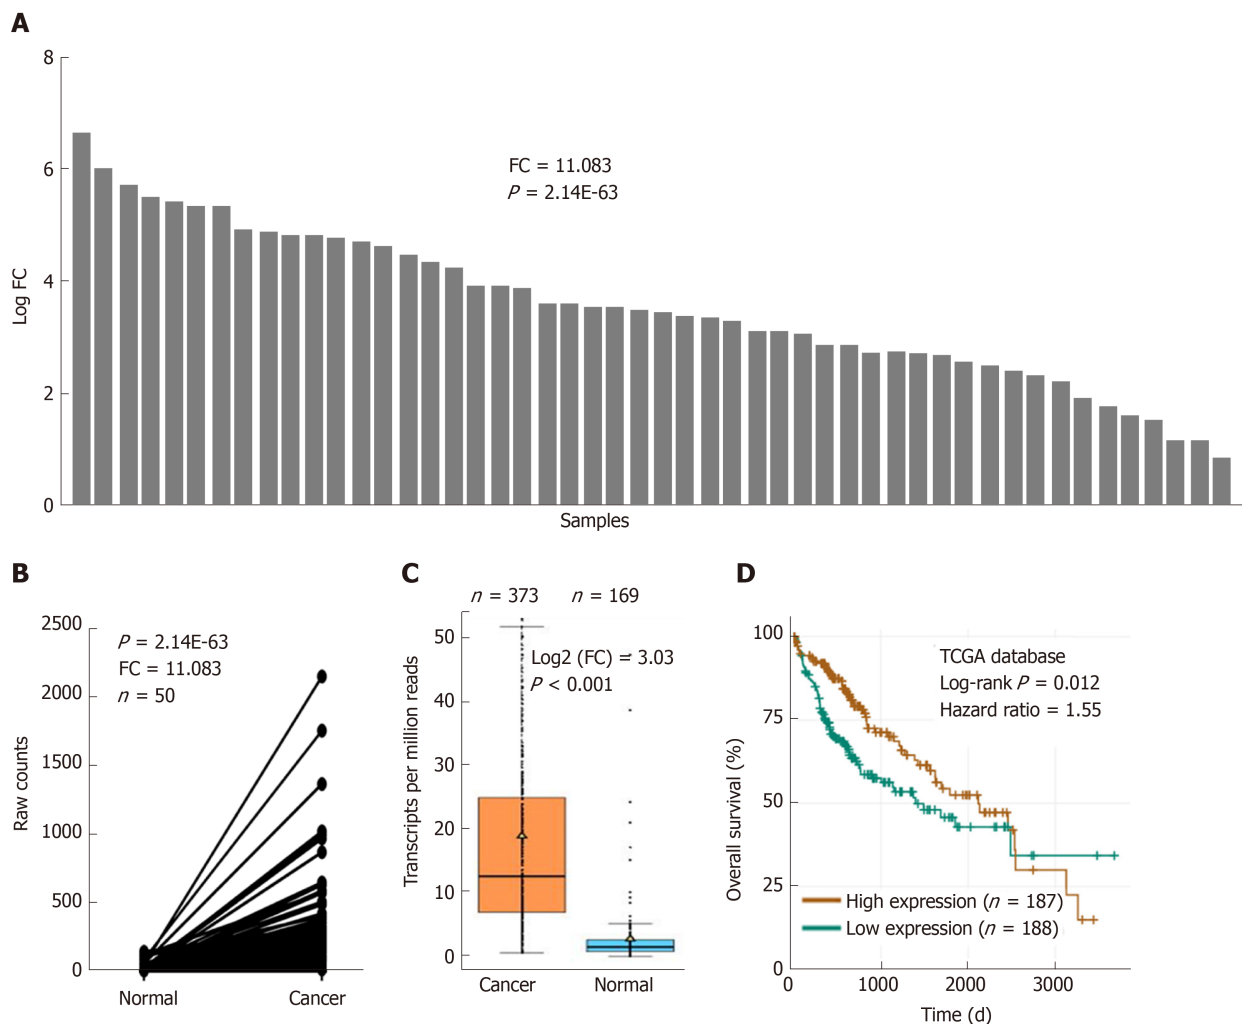 A
8
6
4
2
0
Log FC
FC = 11.083
P = 2.14E-63
Samples
B
2500
2000
1500
1000
500
0
Raw counts
P = 2.14E-63
FC = 11.083
n = 50
Normal
Cancer
C
n = 373
n = 169
50
40
30
20
10
0
Transcripts per million reads
Log2 (FC) = 3.03
P < 0.001
Cancer
Normal
D
100
75
50
25
0
Overall survival (%)
TCGA database
Log-rank P = 0.012
Hazard ratio = 1.55
High expression (n = 187)
Low expression (n = 188)
0
1000
2000
3000
Time (d)